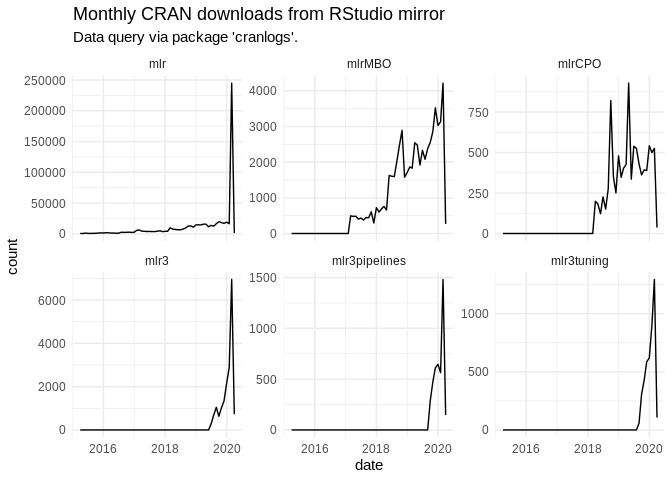 Monthly CRAN downloads from RStudio mirror
Data query via package 'cranlogs'.
mlr
mlrMBO
mlrCPO
250000
200000
150000
100000
50000
0
4000
3000
2000
1000
0
750
500
250
0
count
mlr3
mlr3pipelines
mlr3tuning
6000
4000
2000
0
1500
1000
500
0
1000
500
0
2016 2018 2020
2016 2018 2020
2016 2018 2020
date